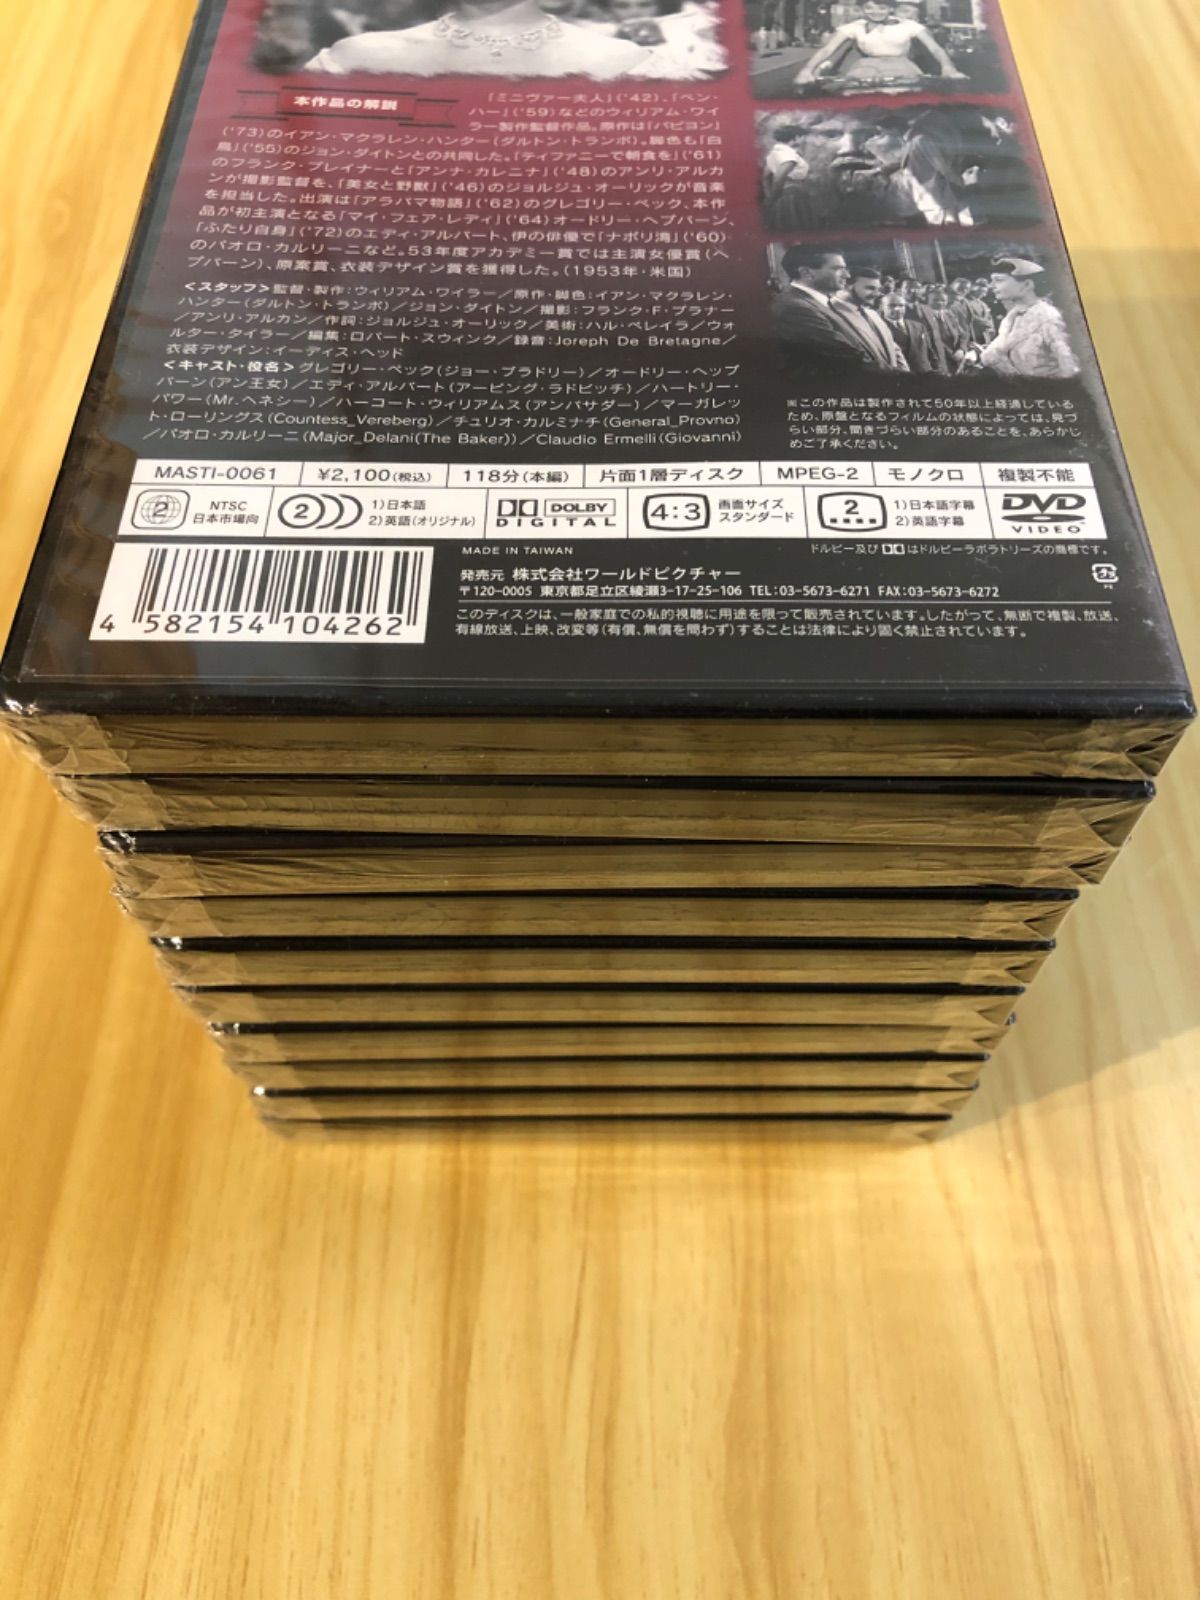 本作品の解説
「ミニヴァー夫人」('42)、「ベン・
ハー」('59)などのウィリアム・ワイ
ラー製作監督作品。原作は「パピヨン」
('73)のイアン・マクラレン・ハンター(ダルトン・トランボ)。脚色も「白
鳥」('55)のジョン・ダイトンとの共同した。「ティファニーで朝食を」('61)
のフランク・プレイナーと「アンナ・カレニナ」('48)のアンリ・アルカ
ンが撮影監督を、「美女と野獣」('46)のジョルジュ・オーリックが音楽
を担当した。出演は「アラバマ物語」('62)のグレゴリー・ペック、本作
品が初主演となる「マイ・フェア・レディ」('64)オードリー・ヘプバーン、
「ふたり自身」('72)のエディ・アルバート、伊の俳優で「ナポリ湾」('60)
のパオロ・カルリーニなど。53年度アカデミー賞では主演女優賞(ヘ
プバーン)、原案賞、衣装デザイン賞を獲得した。(1953年・米国)
<スタッフ>監督・製作:ウィリアム・ワイラー/原作・脚色:イアン・マクラレン・
ハンター(ダルトン・トランボ)/ジョン・ダイトン/撮影:フランク・F・プラナー
/アンリ・アルカン/作詞:ジョルジュ・オーリック/美術:ハル・ペレイラ/ウォ
ルター・タイラー/編集:ロバート・スウィンク/録音:Joreph De Bretagne/
衣装デザイン:イーディス・ヘッド
<キャスト・役名>グレゴリー・ペック(ジョー・ブラドリー)/オードリー・ヘップ
バーン(アン王女)/エディ・アルバート(アービング・ラドビッチ)/ハートリー・
パワー(Mr.ヘネシー)/ハーコート・ウィリアムス(アンバサダー)/マーガレッ
ト・ローリングス(Countess_Vereberg)/チュリオ・カルミナチ(General_Provno)
/パオロ・カルリーニ(Major_Delani(The Baker))/Claudio Ermelli(Giovanni)
※この作品は製作されて50年以上経過している
ため、原盤となるフィルムの状態によっては、見づ
らい部分、聞きづらい部分のあることを、あらかじ
めご了承ください。
MASTI-0061 ¥2,100(税込) 118分(本編) 片面1層ディスク MPEG-2 モノクロ 複製不能
2 NTSC 日本市場向
2 1)日本語 2)英語(オリジナル)
DOLBY DIGITAL
4:3 画面サイズ スタンダード
2 1)日本語字幕 2)英語字幕
DVD VIDEO
MADE IN TAIWAN
ドルビー及びはドルビーラボラトリーズの商標です。
発売元 株式会社ワールドピクチャー
〒120-0005 東京都足立区綾瀬3-17-25-106 TEL:03-5673-6271 FAX:03-5673-6272
このディスクは、一般家庭での私的視聴に用途を限って販売されています。したがって、無断で複製、放送、
有線放送、上映、改変等(有償、無償を問わず)することは法律により固く禁止されています。
4 582154 104262